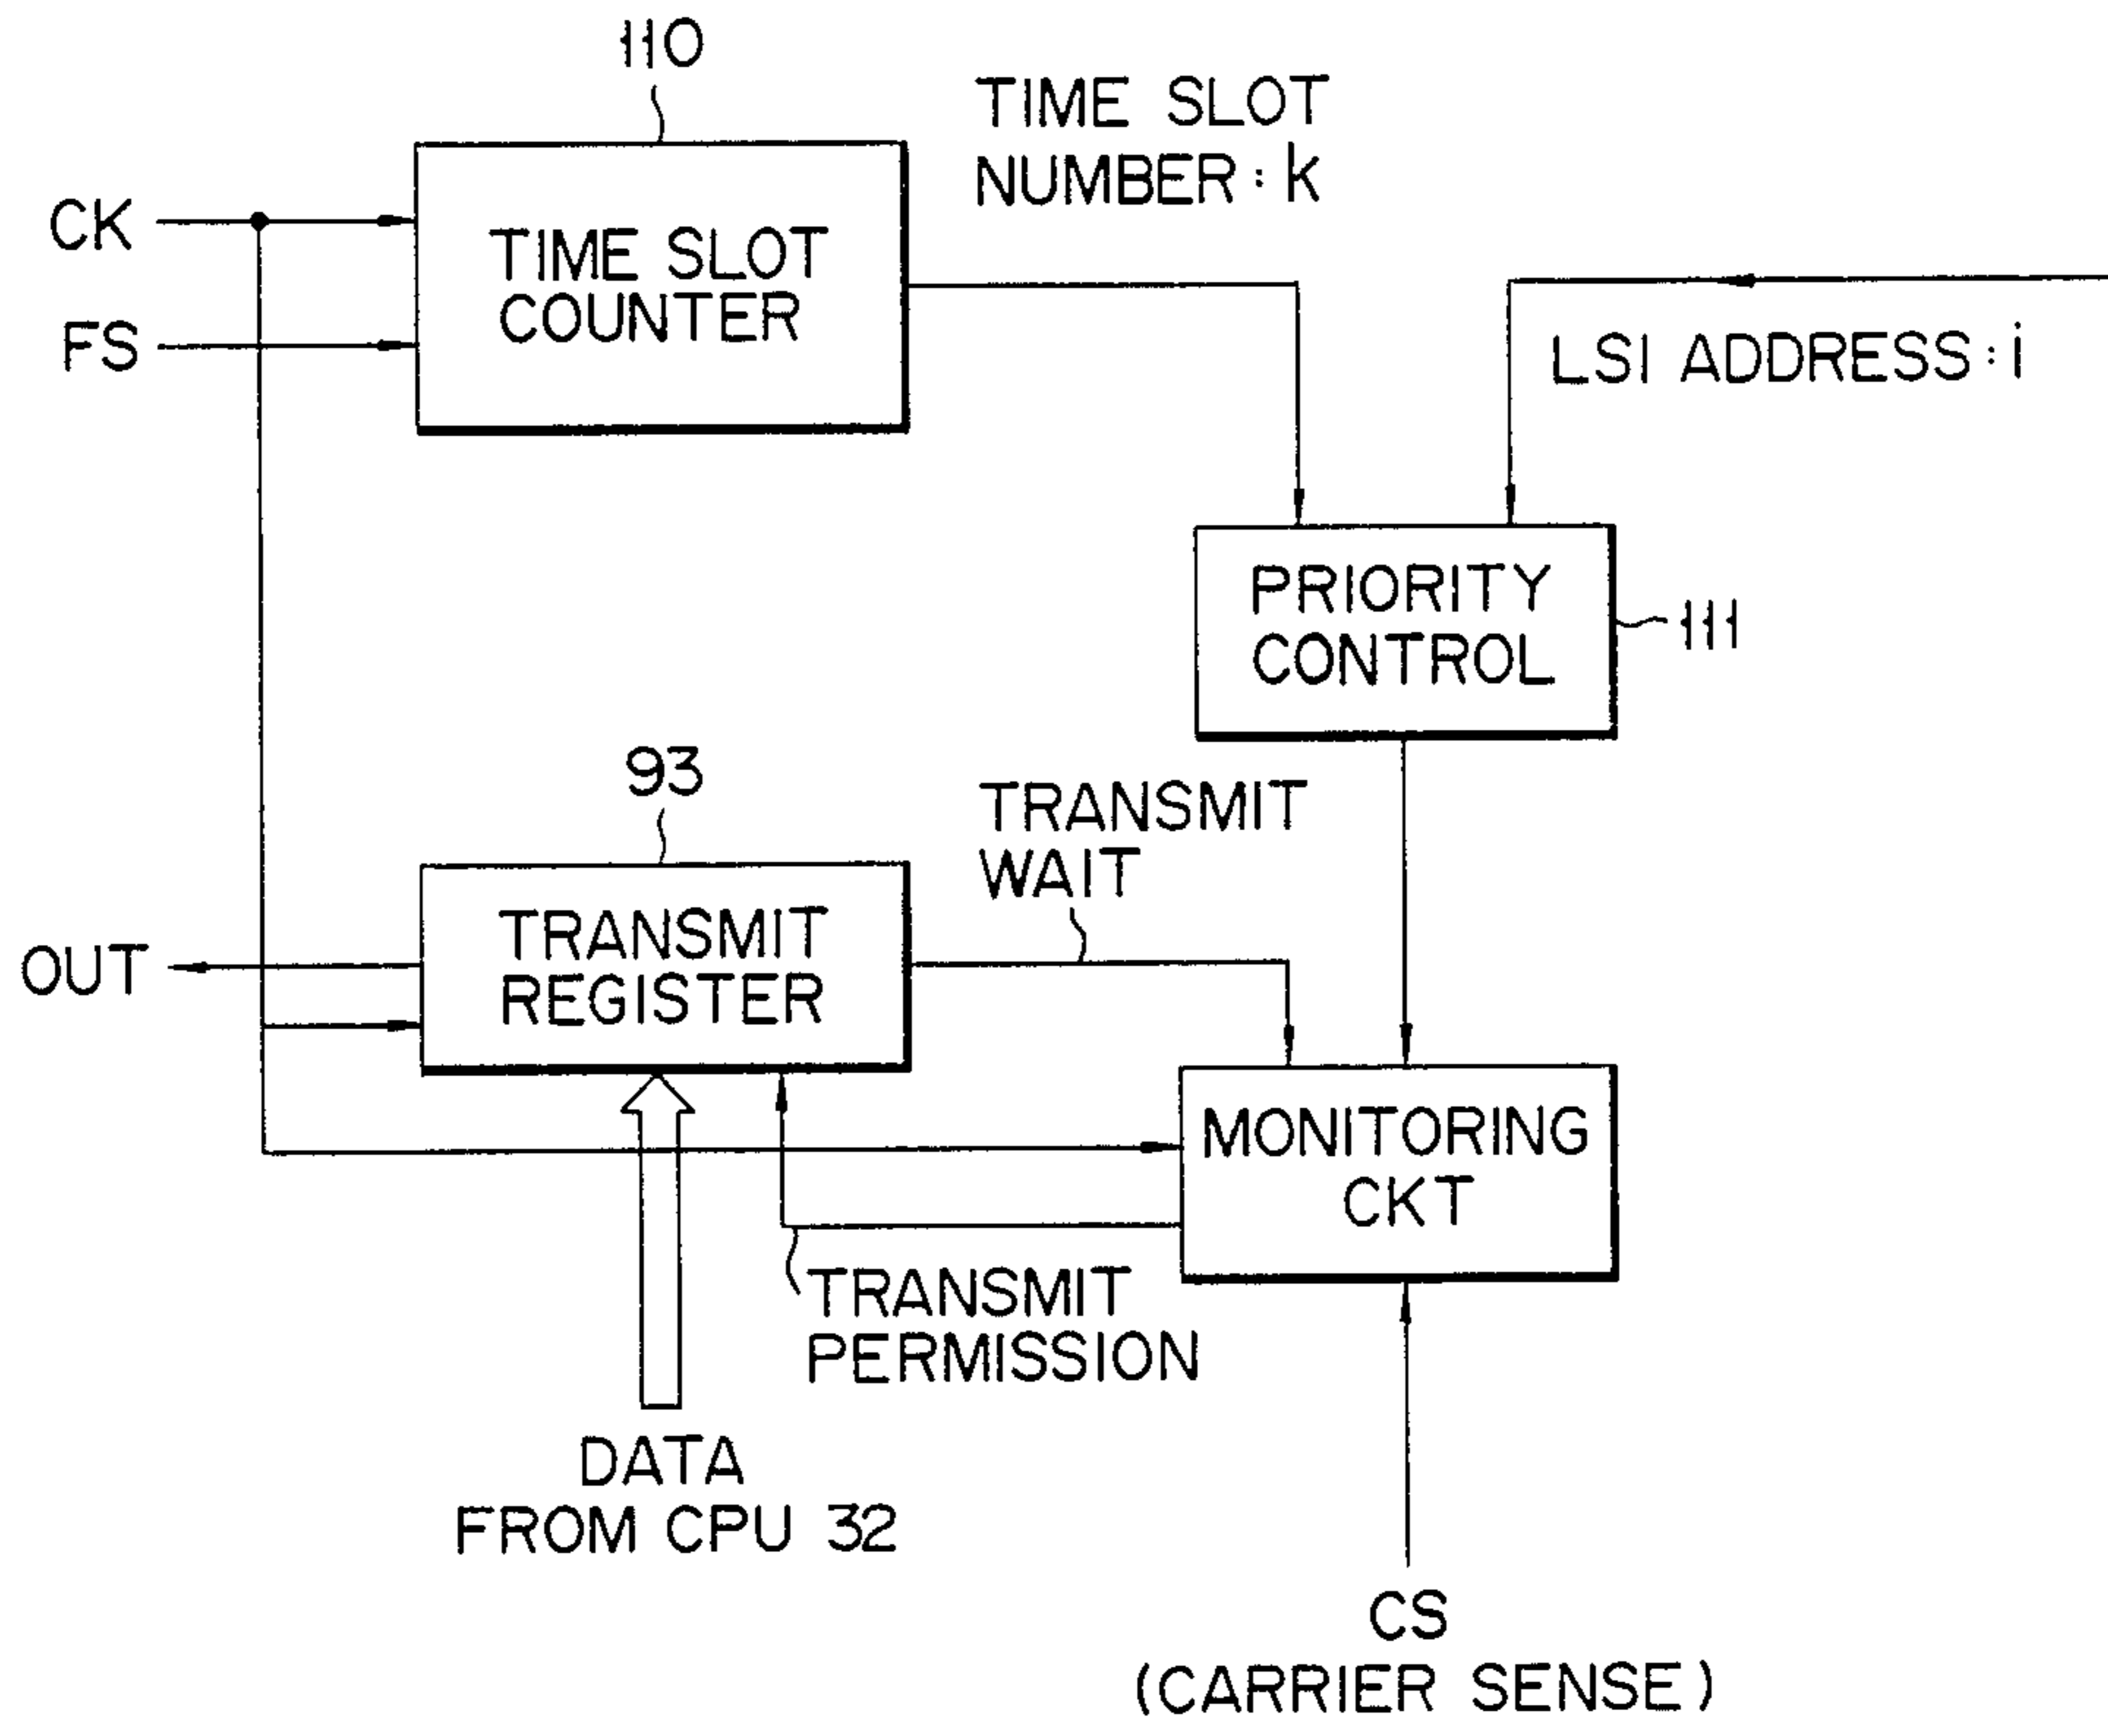 110
TIME SLOT
NUMBER: k
CK
TIME SLOT
COUNTER
FS
LSI ADDRESS: i
PRIORITY
CONTROL
111
93
TRANSMIT
WAIT
TRANSMIT
REGISTER
OUT
MONITORING
CKT
TRANSMIT
PERMISSION
DATA
FROM CPU 32
CS
(CARRIER SENSE)